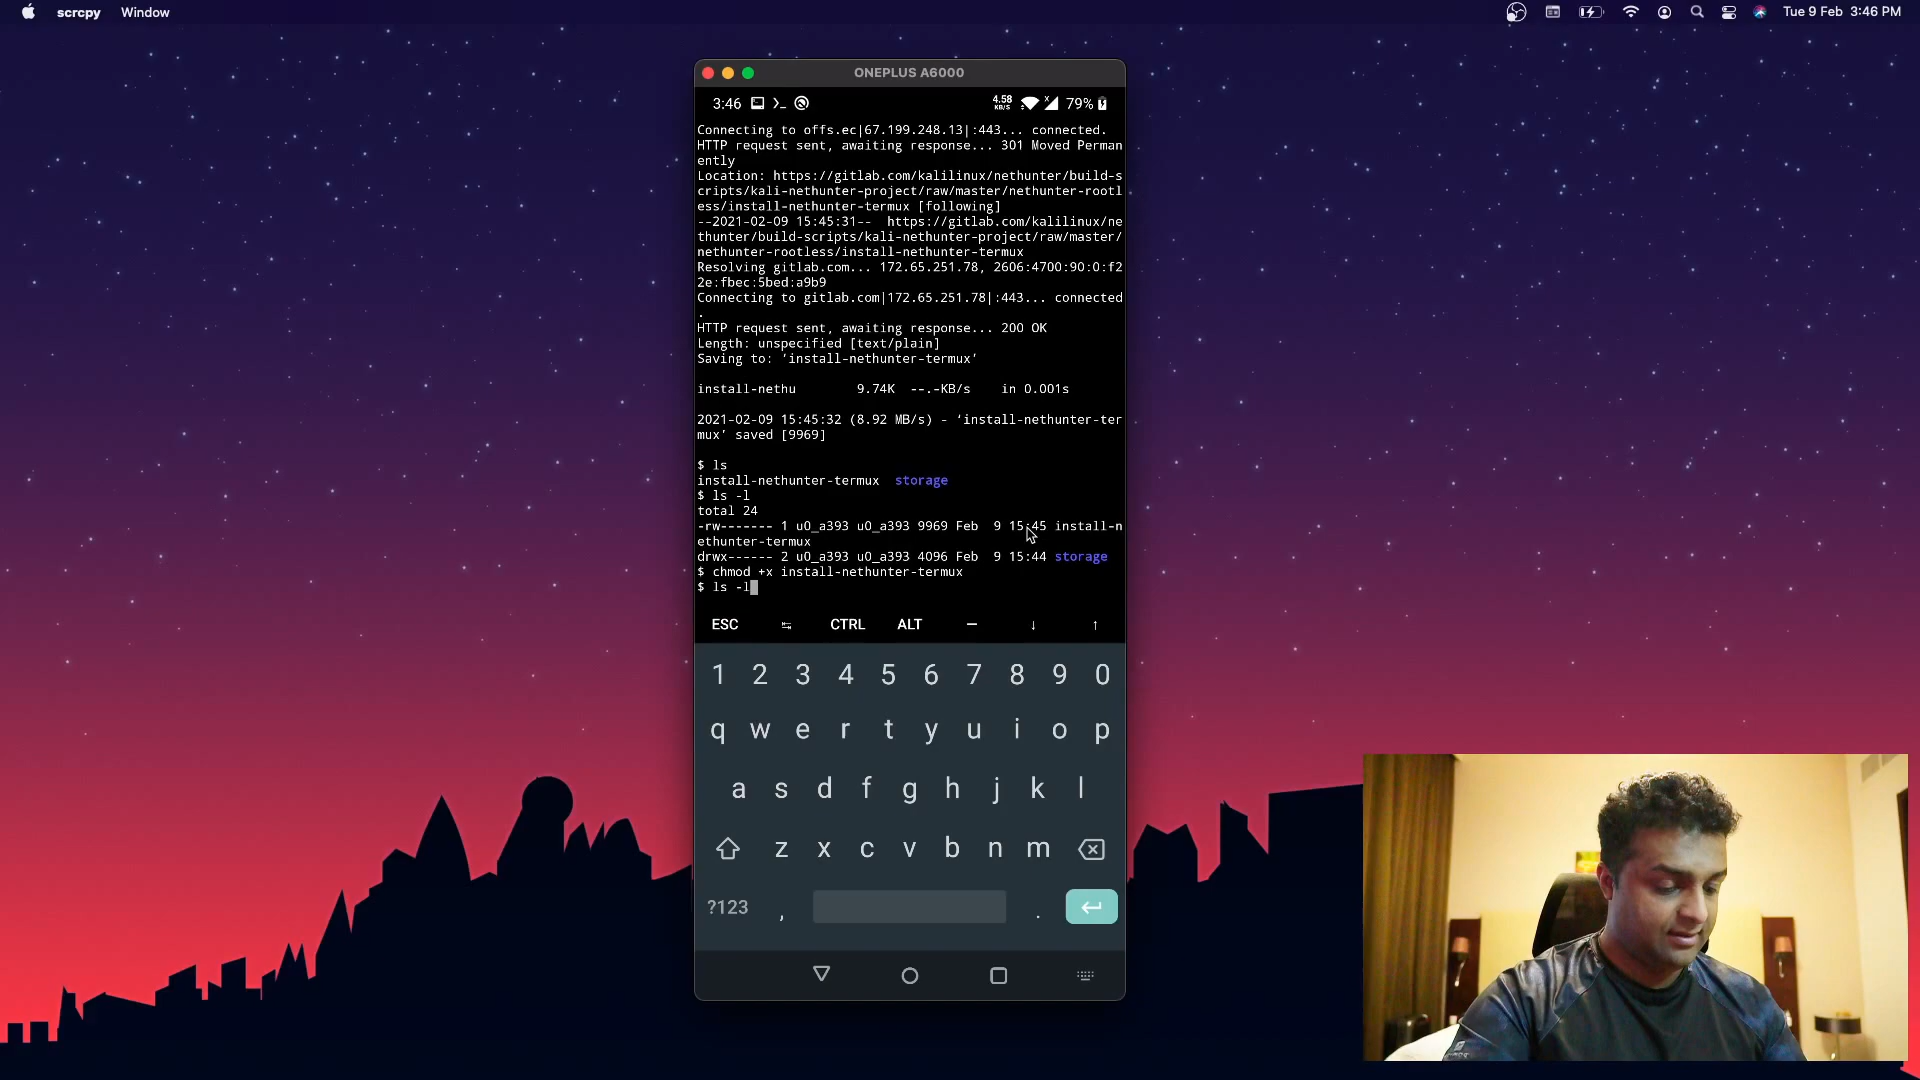 scrcpy Window Tue 9 Feb 3:46 PM
ONEPLUS A6000
3:46 4.58 KB/S 79%
Connecting to offs.ec|67.199.248.13|:443... connected.
HTTP request sent, awaiting response... 301 Moved Perman
ently
Location: https://gitlab.com/kalilinux/nethunter/build-s
cripts/kali-nethunter-project/raw/master/nethunter-rootl
ess/install-nethunter-termux [following]
--2021-02-09 15:45:31-- https://gitlab.com/kalilinux/ne
thunter/build-scripts/kali-nethunter-project/raw/master/
nethunter-rootless/install-nethunter-termux
Resolving gitlab.com... 172.65.251.78, 2606:4700:90:0:f2
2e:fbec:5bed:a9b9
Connecting to gitlab.com|172.65.251.78|:443... connected
.
HTTP request sent, awaiting response... 200 OK
Length: unspecified [text/plain]
Saving to: ‘install-nethunter-termux’
install-nethu 9.74K --.-KB/s in 0.001s
2021-02-09 15:45:32 (8.92 MB/s) - ‘install-nethunter-ter
mux’ saved [9969]
$ ls
install-nethunter-termux storage
$ ls -l
total 24
-rw------- 1 u0_a393 u0_a393 9969 Feb 9 15:45 install-n
ethunter-termux
drwx------ 2 u0_a393 u0_a393 4096 Feb 9 15:44 storage
$ chmod +x install-nethunter-termux
$ ls -l
ESC ↹ CTRL ALT — ↓ ↑
1 2 3 4 5 6 7 8 9 0
q w e r t y u i o p
a s d f g h j k l
z x c v b n m
?123 , .